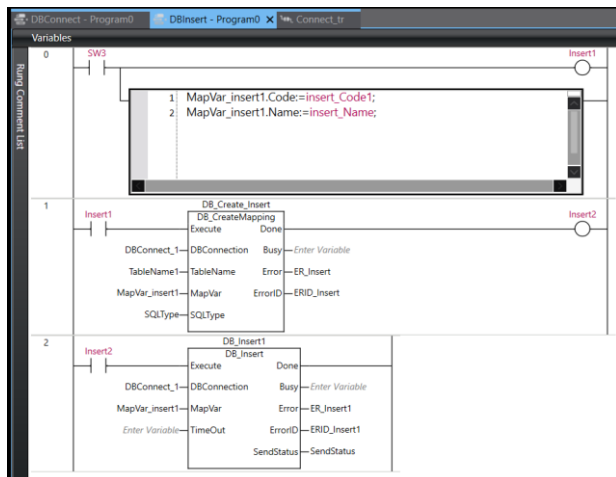 DBConnect - Program0 DBInsert - Program0 X Connect_tr
Variables
Rung Comment List
0 SW3 Insert1
1 MapVar_insert1.Code:=insert_Code1;
2 MapVar_insert1.Name:=insert_Name;
1 DB_Create_Insert
Insert1 DB_CreateMapping Insert2
Execute Done
DBConnect_1 DBConnection Busy Enter Variable
TableName1 TableName Error ER_Insert
MapVar_insert1 MapVar ErrorID ERID_Insert
SQLType SQLType
2 DB_Insert1
Insert2 DB_Insert
Execute Done
DBConnect_1 DBConnection Busy Enter Variable
MapVar_insert1 MapVar Error ER_Insert1
Enter Variable TimeOut ErrorID ERID_Insert1
SendStatus SendStatus